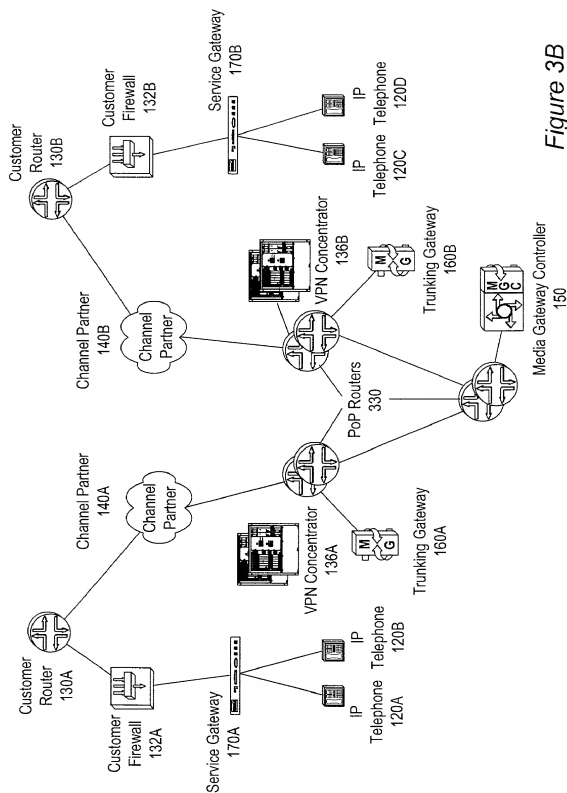 Customer
Router
130A
Customer
Firewall
132A
Service Gateway
170A
IP
Telephone
120A
IP
Telephone
120B
Channel Partner
140A
Channel
Partner
VPN Concentrator
136A
M
G
Trunking Gateway
160A
PoP Routers
330
Channel Partner
140B
Channel
Partner
VPN Concentrator
136B
M
G
Trunking Gateway
160B
M
G
C
Media Gateway Controller
150
Customer
Router
130B
Customer
Firewall
132B
Service Gateway
170B
IP
Telephone
120C
IP
Telephone
120D
Figure 3B